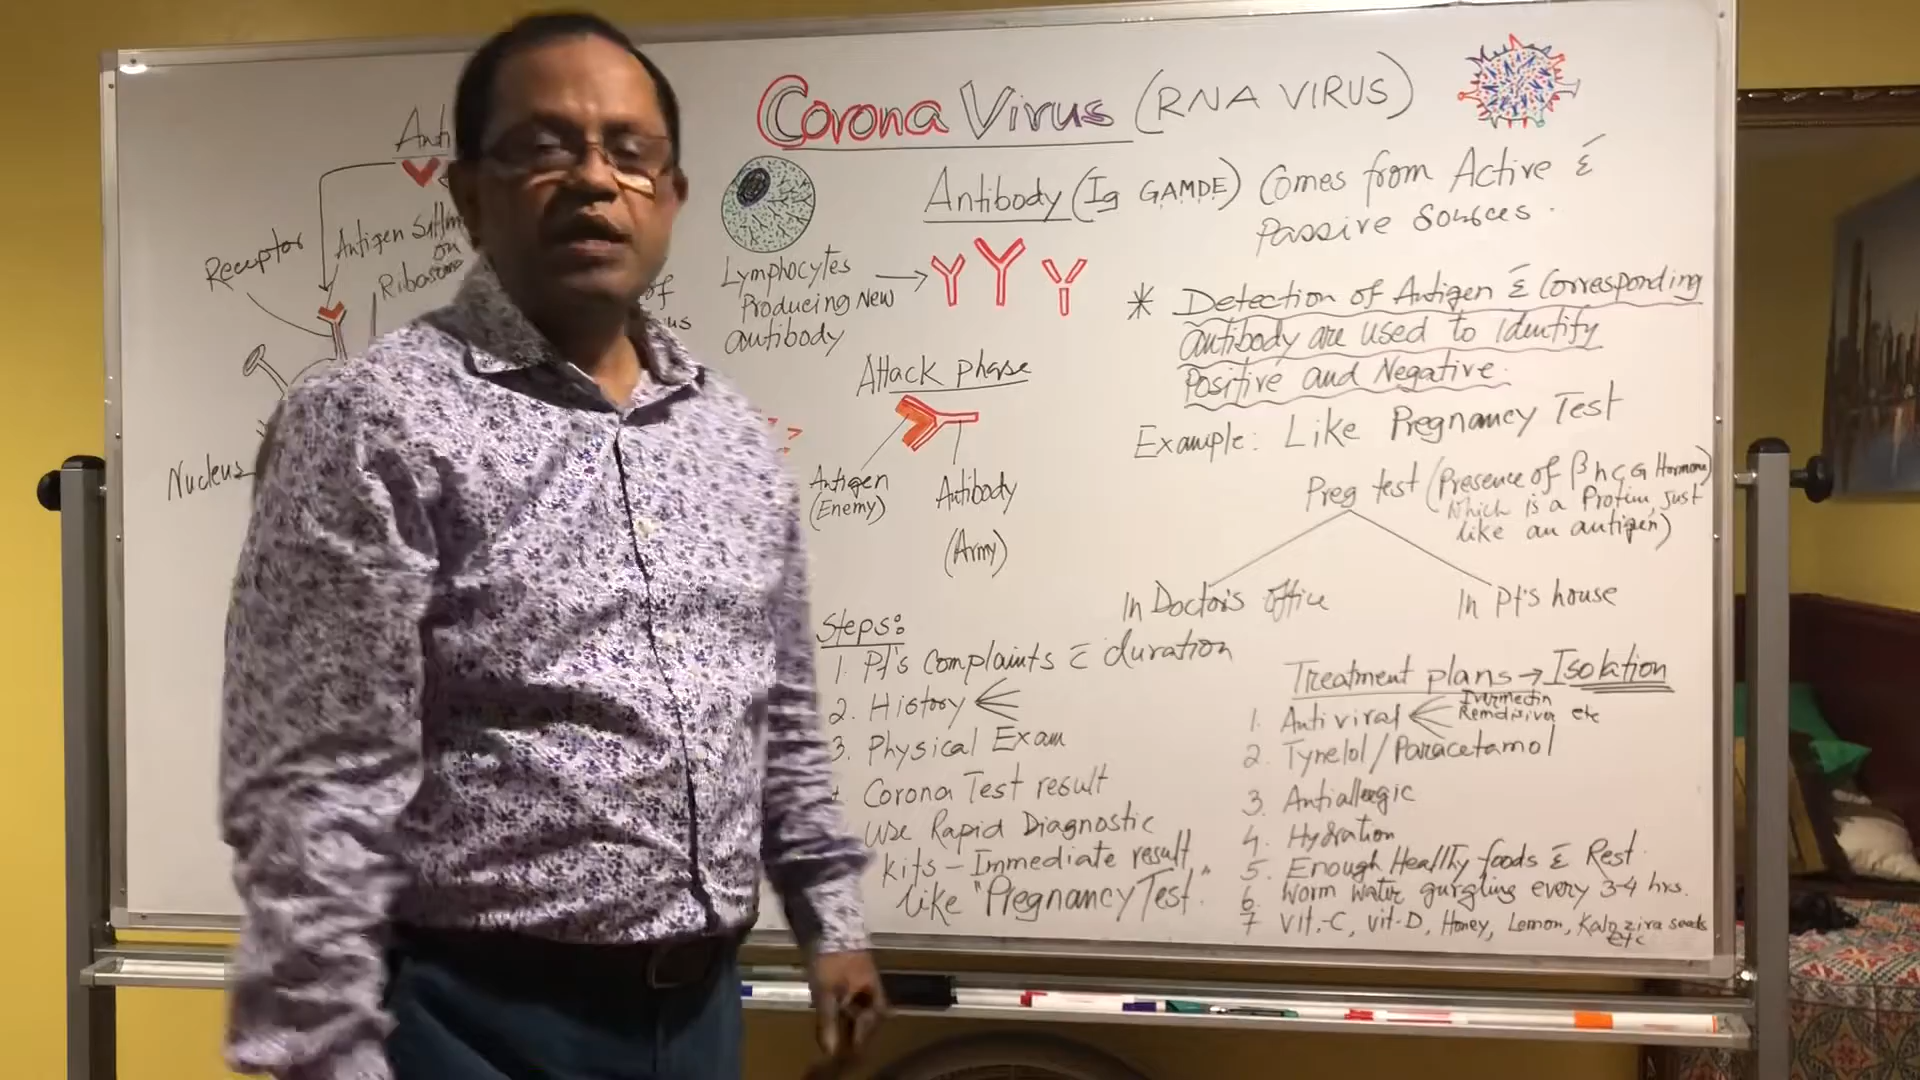 Corona Virus (RNA VIRUS)
Anti
Receptor
Antigen
on
Ribosome
of
Nucleus
Lymphocytes
Producing New
antibody
Antibody (Ig GAMDE) Comes from Active &
Passive Sources.
* Detection of Antigen & Corresponding
antibody are used to identify
Positive and Negative.
Example: Like Pregnancy Test
Attack phase
Antigen
(Enemy)
Antibody
(Army)
Preg test (Presence of β hCG Hormone)
Which is a Protein, just
like an antigen)
In Doctor's office
In Pt's house
Steps:
1. Pt's Complaints c̄ duration
2. History
3. Physical Exam
Corona Test result
Use Rapid Diagnostic
Kits - Immediate result
like "Pregnancy Test."
Treatment plans → Isolation
1. Antiviral Ivermectin
Remdisiver etc
2. Tynelol/Paracetamol
3. Antiallergic
4. Hydration
5. Enough Healthy foods & Rest.
6. Worm water gurgling every 3-4 hrs.
7 Vit.-C, Vit-D, Honey, Lemon, Kalozira seeds
etc